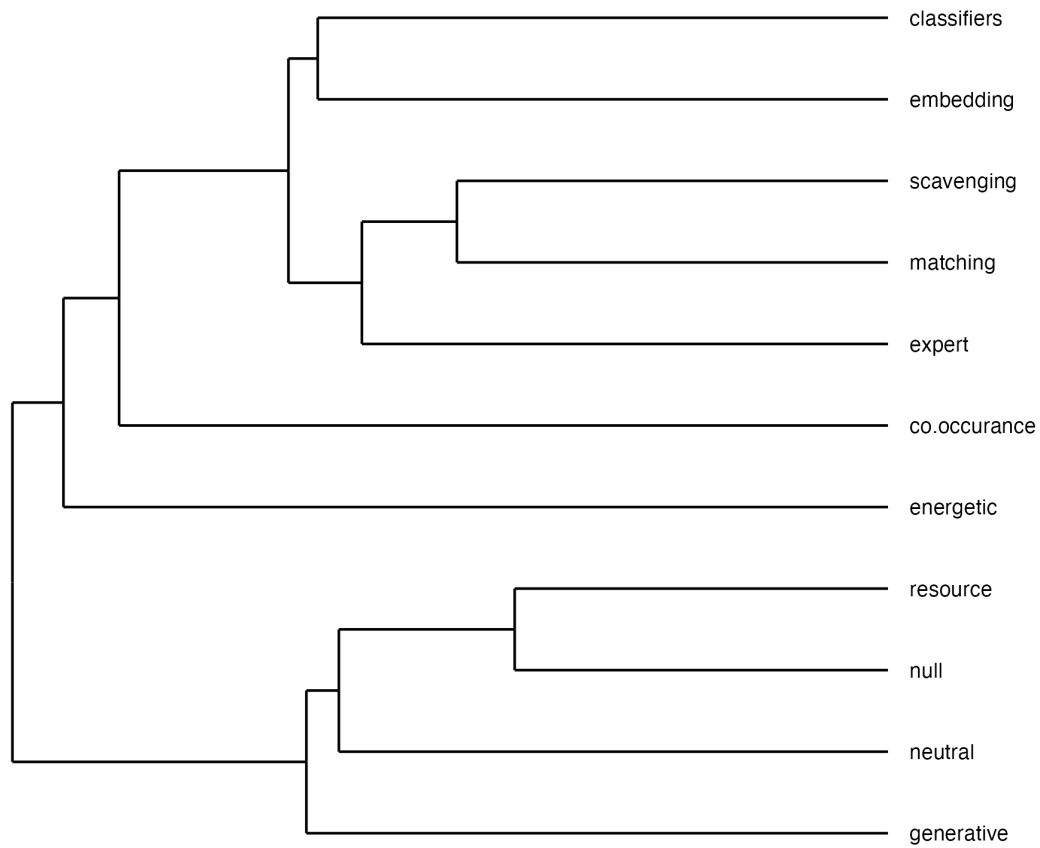 classifiers
embedding
scavenging
matching
expert
co.occurance
energetic
resource
null
neutral
generative